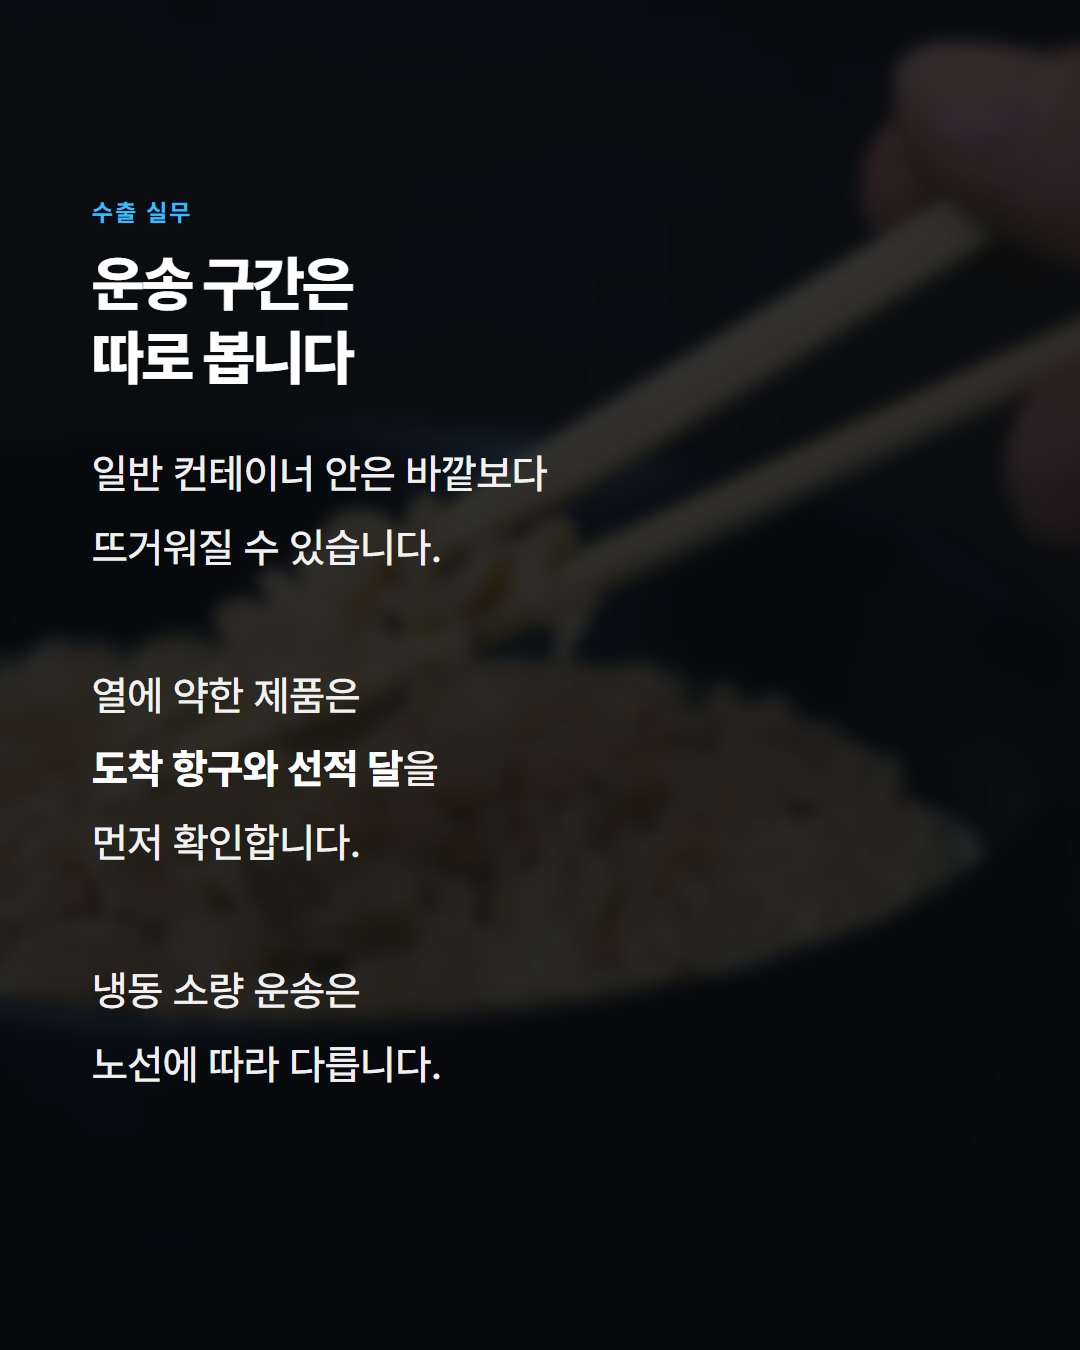 수출 실무
운송 구간은
따로 봅니다
일반 컨테이너 안은 바깥보다
뜨거워질 수 있습니다.
열에 약한 제품은
도착 항구와 선적 달을
먼저 확인합니다.
냉동 소량 운송은
노선에 따라 다릅니다.